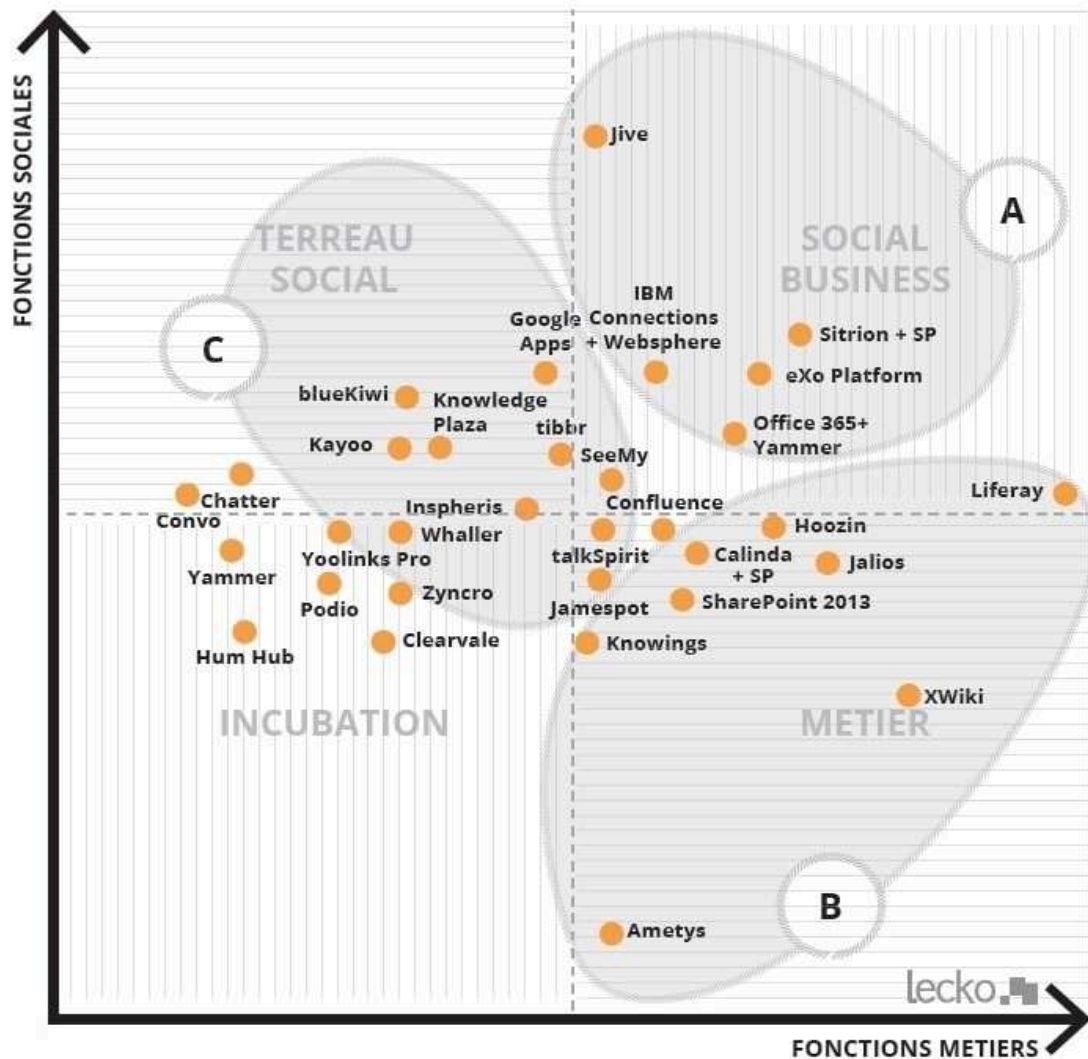 FONCTIONS SOCIALES
Jive
A
TERREAU
SOCIAL
SOCIAL
BUSINESS
IBM
Connections
+ Websphere
Google
Apps
Sitrion + SP
C
eXo Platform
blueKiwi
Knowledge
Plaza
Office 365+
Yammer
tibbr
Kayoo
SeeMy
Chatter
Liferay
Convo
Inspheris
Confluence
Whaller
Hoozin
Yoolinks Pro
talkSpirit
Calinda
+ SP
Jalios
Yammer
Podio
Zyncro
Jamespot
SharePoint 2013
Clearvale
Knowings
Hum Hub
XWiki
INCUBATION
METIER
B
Ametys
lecko.
FONCTIONS METIERS